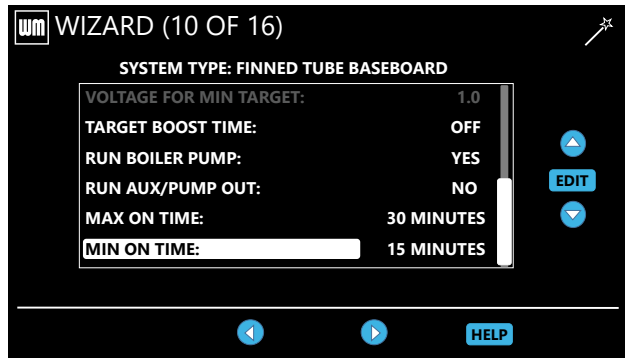 wm WIZARD (10 OF 16)
SYSTEM TYPE: FINNED TUBE BASEBOARD
VOLTAGE FOR MIN TARGET: 1.0
TARGET BOOST TIME: OFF
RUN BOILER PUMP: YES
RUN AUX/PUMP OUT: NO
MAX ON TIME: 30 MINUTES
MIN ON TIME: 15 MINUTES
EDIT
HELP